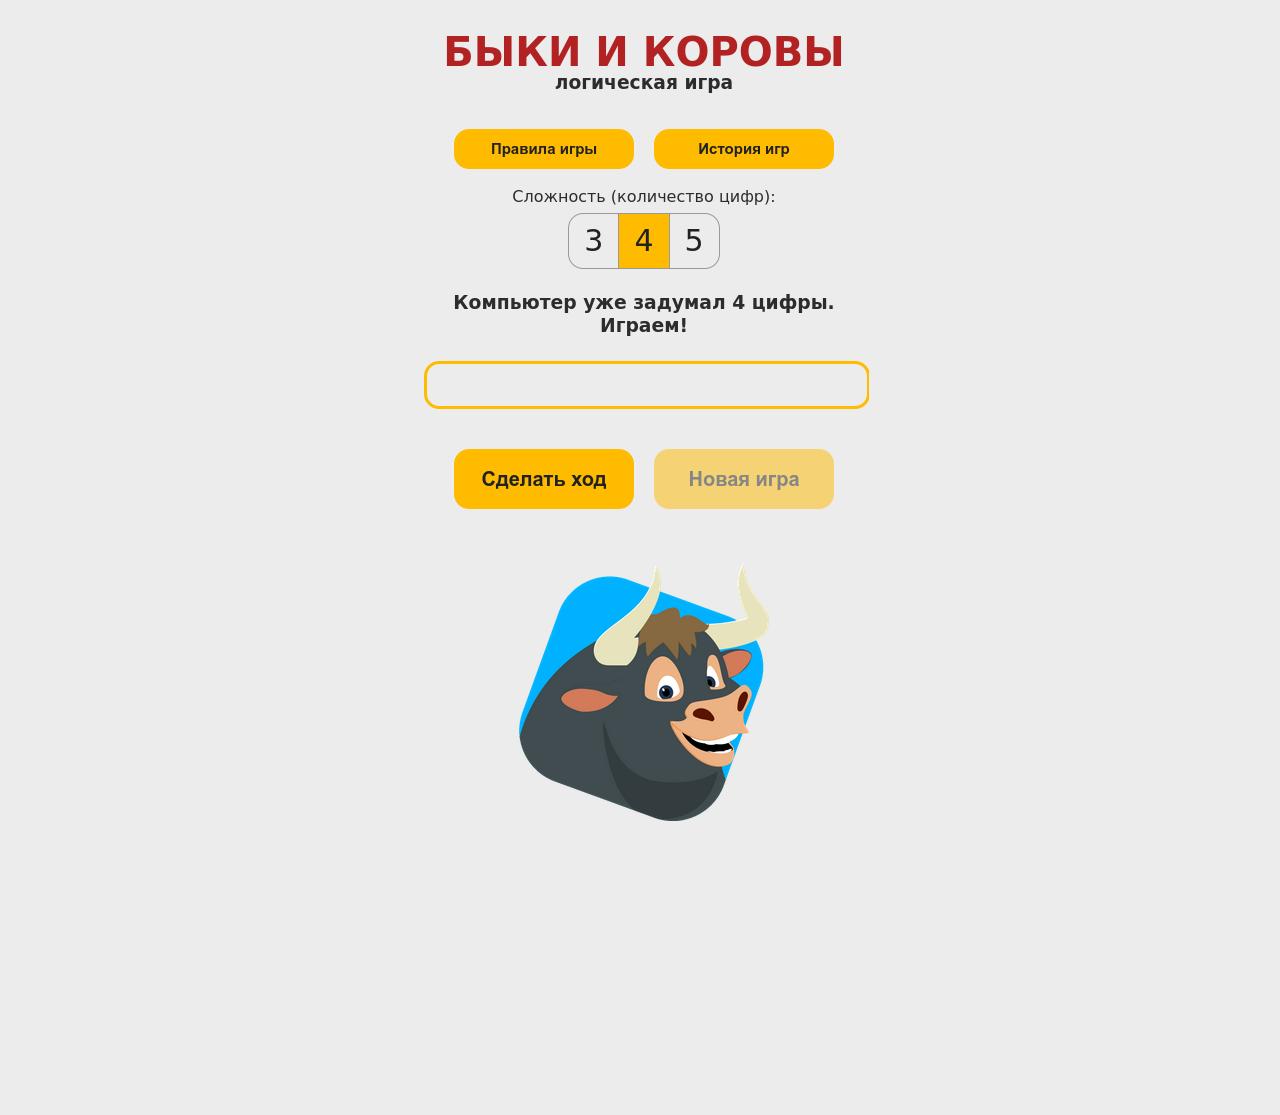 БЫКИ И КОРОВЫ
логическая игра
Правила игры
История игр
Сложность (количество цифр):
3 4 5
Компьютер уже задумал 4 цифры.
Играем!
Сделать ход
Новая игра